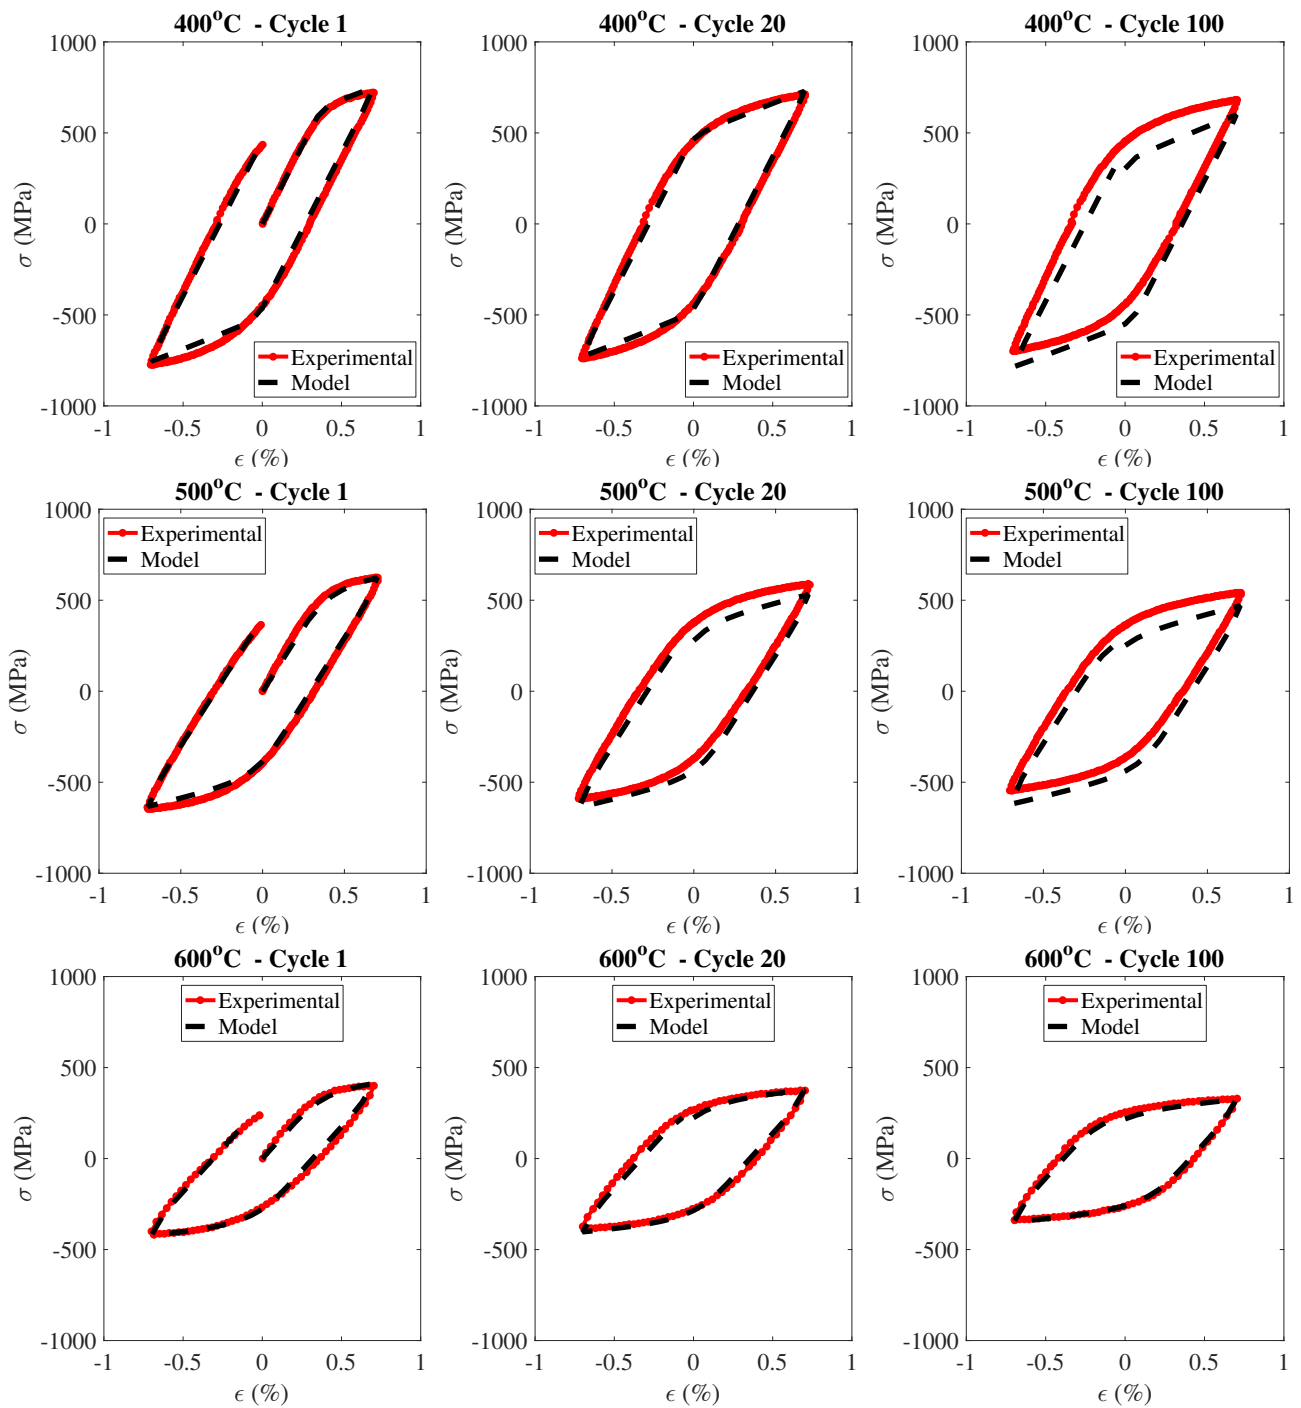 400°C - Cycle 1
1000
500
0
-500
-1000
σ (MPa)
-1
-0.5
0
0.5
1
ϵ (%)
Experimental
Model
400°C - Cycle 20
1000
500
0
-500
-1000
σ (MPa)
-1
-0.5
0
0.5
1
ϵ (%)
Experimental
Model
400°C - Cycle 100
1000
500
0
-500
-1000
σ (MPa)
-1
-0.5
0
0.5
1
ϵ (%)
Experimental
Model
500°C - Cycle 1
1000
500
0
-500
-1000
σ (MPa)
-1
-0.5
0
0.5
1
ϵ (%)
Experimental
Model
500°C - Cycle 20
1000
500
0
-500
-1000
σ (MPa)
-1
-0.5
0
0.5
1
ϵ (%)
Experimental
Model
500°C - Cycle 100
1000
500
0
-500
-1000
σ (MPa)
-1
-0.5
0
0.5
1
ϵ (%)
Experimental
Model
600°C - Cycle 1
1000
500
0
-500
-1000
σ (MPa)
-1
-0.5
0
0.5
1
ϵ (%)
Experimental
Model
600°C - Cycle 20
1000
500
0
-500
-1000
σ (MPa)
-1
-0.5
0
0.5
1
ϵ (%)
Experimental
Model
600°C - Cycle 100
1000
500
0
-500
-1000
σ (MPa)
-1
-0.5
0
0.5
1
ϵ (%)
Experimental
Model